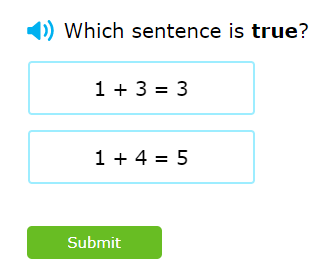 Which sentence is true?
1 + 3 = 3
1 + 4 = 5
Submit